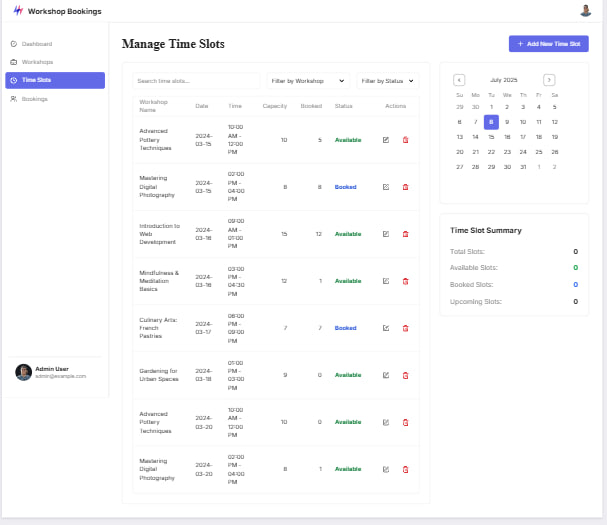 Workshop Bookings
Dashboard
Workshops
Time Slots
Bookings
Admin User
admin@example.com
Manage Time Slots
+ Add New Time Slot
Search time slots...
Filter by Workshop
Filter by Status
Workshop Name Date Time Capacity Booked Status Actions
Advanced Pottery Techniques 2024-03-15 10:00 AM - 12:00 PM 10 5 Available
Mastering Digital Photography 2024-03-15 02:00 PM - 04:00 PM 8 8 Booked
Introduction to Web Development 2024-03-16 09:00 AM - 01:00 PM 15 12 Available
Mindfulness & Meditation Basics 2024-03-16 03:00 PM - 04:30 PM 12 1 Available
Culinary Arts: French Pastries 2024-03-17 06:00 PM - 09:00 PM 7 7 Booked
Gardening for Urban Spaces 2024-03-18 01:00 PM - 03:00 PM 9 0 Available
Advanced Pottery Techniques 2024-03-20 10:00 AM - 12:00 PM 10 0 Available
Mastering Digital Photography 2024-03-20 02:00 PM - 04:00 PM 8 1 Available
July 2025
Su Mo Tu We Th Fr Sa
29 30 1 2 3 4 5
6 7 8 9 10 11 12
13 14 15 16 17 18 19
20 21 22 23 24 25 26
27 28 29 30 31 1 2
Time Slot Summary
Total Slots: 0
Available Slots: 0
Booked Slots: 0
Upcoming Slots: 0